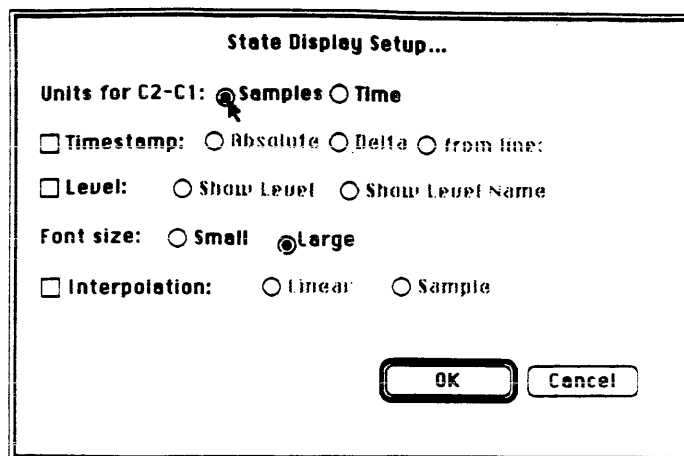 State Display Setup...
Units for C2-C1: Samples Time
Timestamp: Absolute Delta from line:
Level: Show Level Show Level Name
Font size: Small Large
Interpolation: Linear Sample
OK Cancel